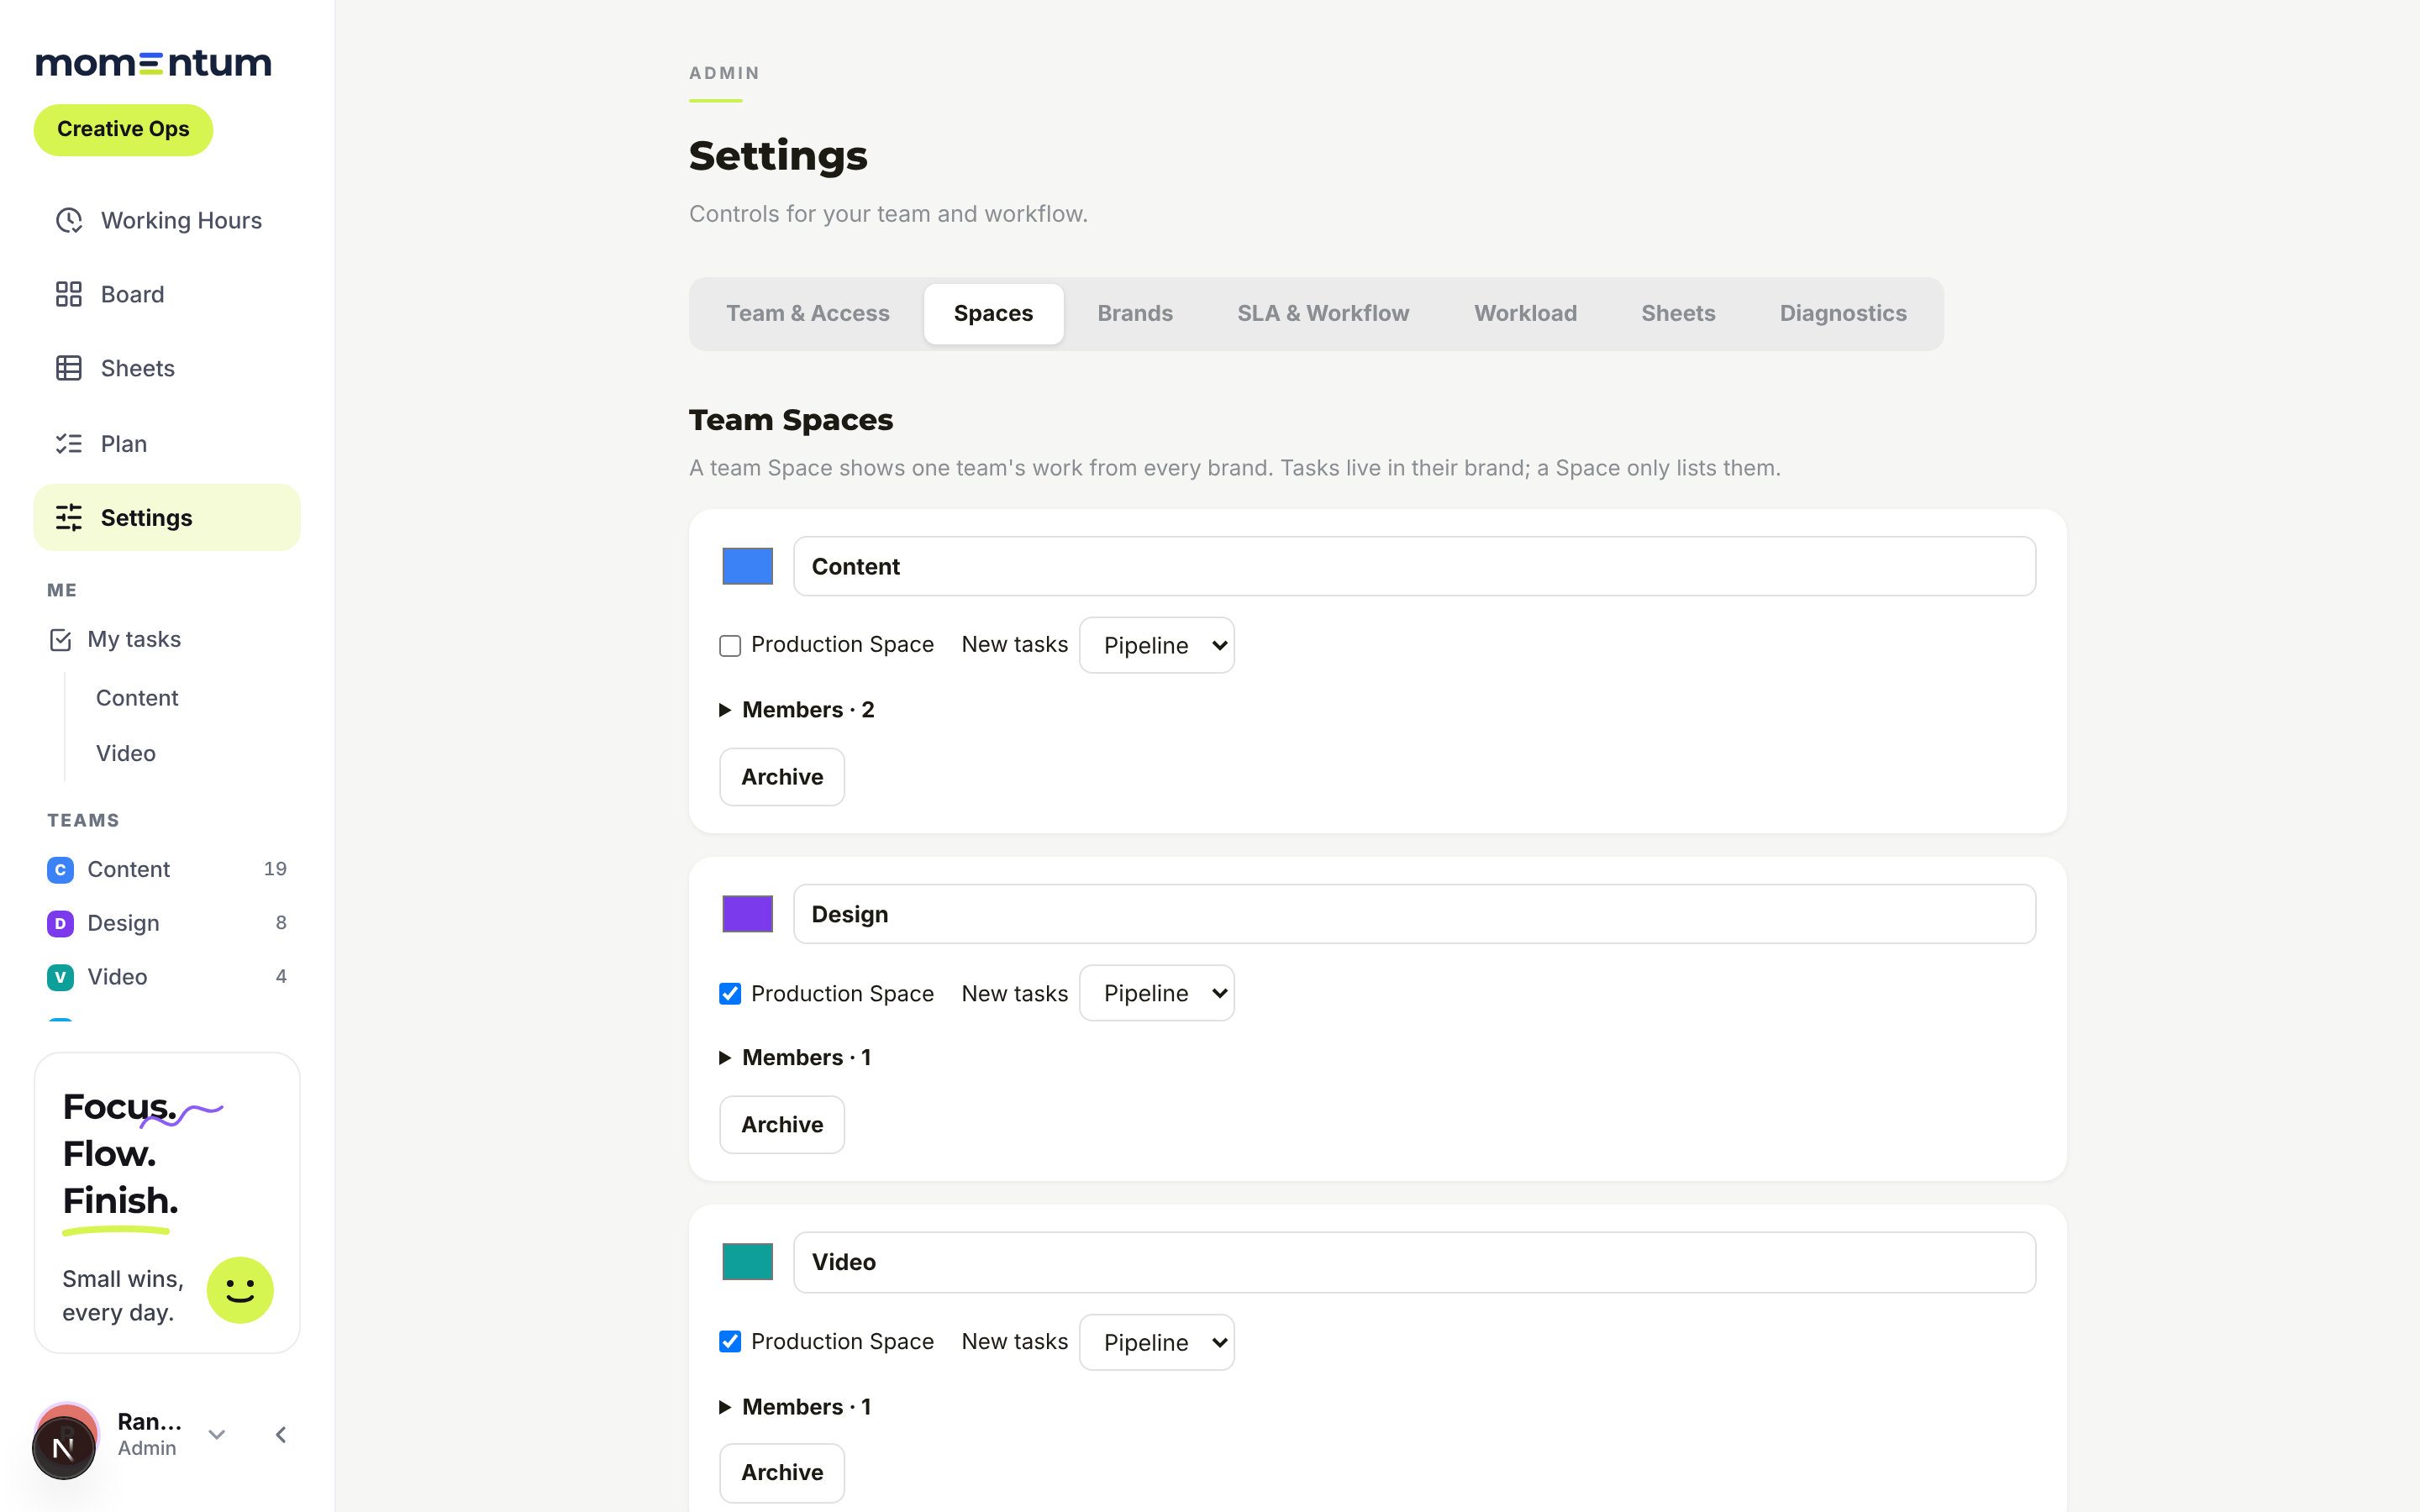 momentum
Creative Ops
Working Hours
Board
Sheets
Plan
Settings
ME
My tasks
Content
Video
TEAMS
C Content 19
D Design 8
V Video 4
Focus.
Flow.
Finish.
Small wins,
every day.
N
Ran...
Admin
ADMIN
Settings
Controls for your team and workflow.
Team & Access Spaces Brands SLA & Workflow Workload Sheets Diagnostics
Team Spaces
A team Space shows one team's work from every brand. Tasks live in their brand; a Space only lists them.
Content
Production Space New tasks Pipeline
Members · 2
Archive
Design
Production Space New tasks Pipeline
Members · 1
Archive
Video
Production Space New tasks Pipeline
Members · 1
Archive